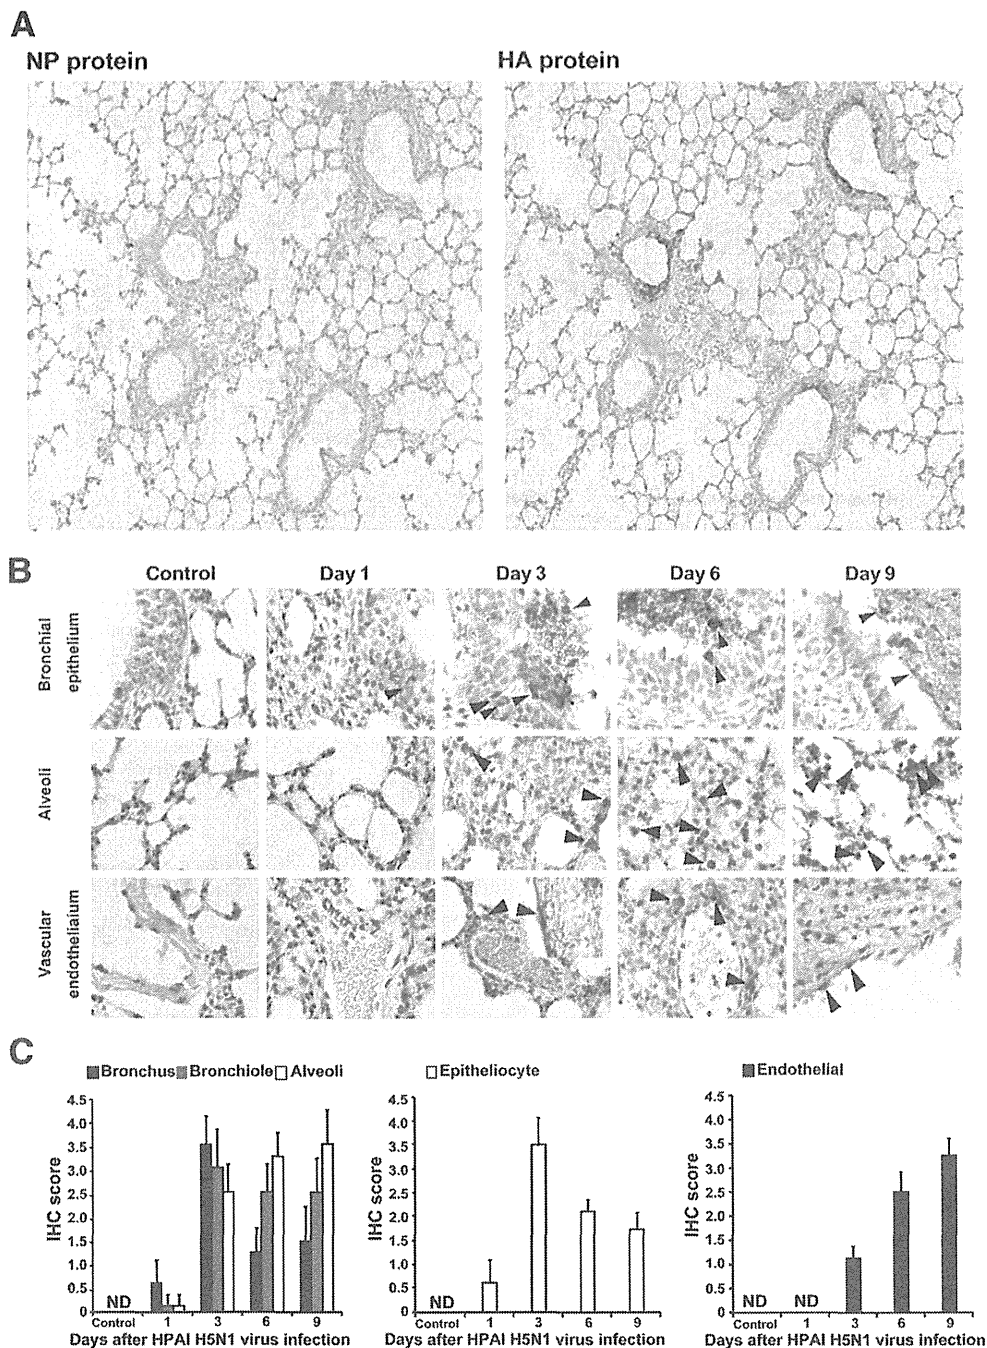 A
NP protein
HA protein
B
Control
Day 1
Day 3
Day 6
Day 9
Bronchial
epithelium
Alveoli
Vascular
endotheliaium
C
Bronchus Bronchiole Alveoli
IHC score
4.5
4.0
3.5
3.0
2.5
2.0
1.5
1.0
0.5
0
ND
Control 1 3 6 9
Days after HPAI H5N1 virus infection
Epitheliocyte
IHC score
4.5
4.0
3.5
3.0
2.5
2.0
1.5
1.0
0.5
0
ND
Control 1 3 6 9
Days after HPAI H5N1 virus infection
Endothelial
IHC score
4.5
4.0
3.5
3.0
2.5
2.0
1.5
1.0
0.5
0
ND ND
Control 1 3 6 9
Days after HPAI H5N1 virus infection